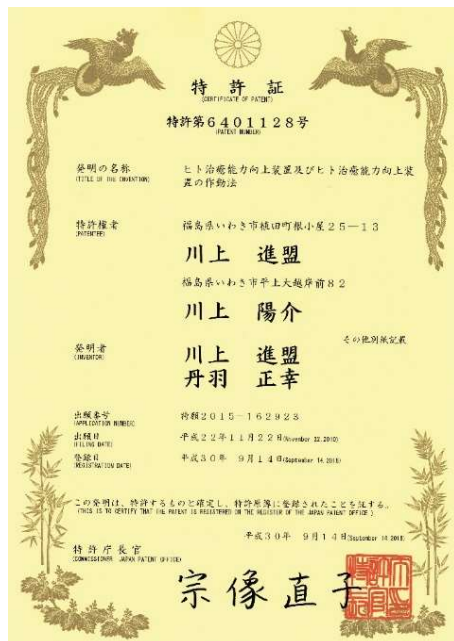 特許証
(CERTIFICATE OF PATENT)
特許第6401128号
(PATENT NUMBER)
発明の名称
(TITLE OF THE INVENTION)
ヒト治癒能力向上装置及びヒト治癒能力向上装
置の作動法
特許権者
(PATENTEE)
福島県いわき市植田町根小屋25-13
川上 進盟
福島県いわき市平上大越岸前82
川上 陽介
発明者
(INVENTOR)
川上 進盟
丹羽 正幸
その他別紙記載
出願番号
(APPLICATION NUMBER)
特願2015-162923
出願日
(FILING DATE)
平成22年11月22日(November 22,2010)
登録日
(REGISTRATION DATE)
平成30年 9月14日(September 14,2018)
この発明は、特許するものと確定し、特許原簿に登録されたことを証する。
(THIS IS TO CERTIFY THAT THE PATENT IS REGISTERED ON THE REGISTER OF THE JAPAN PATENT OFFICE.)
平成30年 9月14日(September 14,2018)
特許庁長官
(COMMISSIONER, JAPAN PATENT OFFICE)
宗像直子